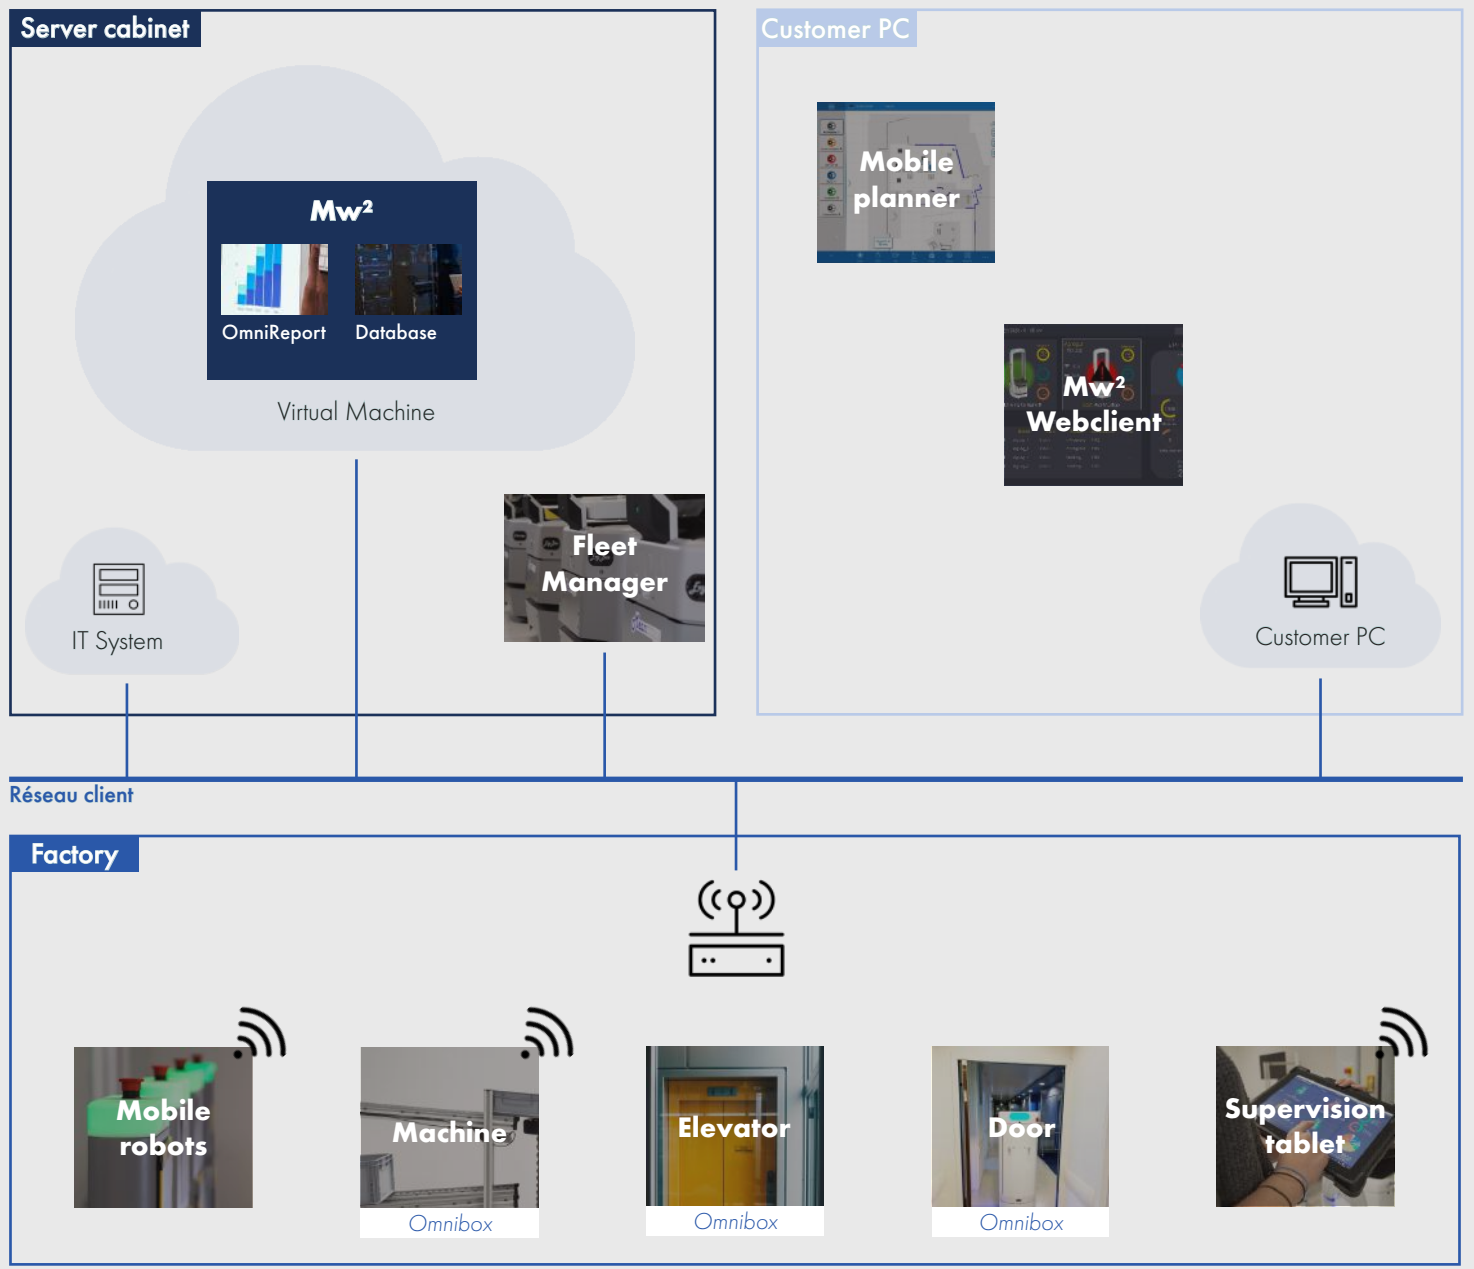 Server cabinet
Customer PC
Mobile
planner
Mw²
OmniReport
Database
Virtual Machine
Mw²
Webclient
Fleet
Manager
IT System
Customer PC
Réseau client
Factory
Mobile
robots
Machine
Omnibox
Elevator
Omnibox
Door
Omnibox
Supervision
tablet